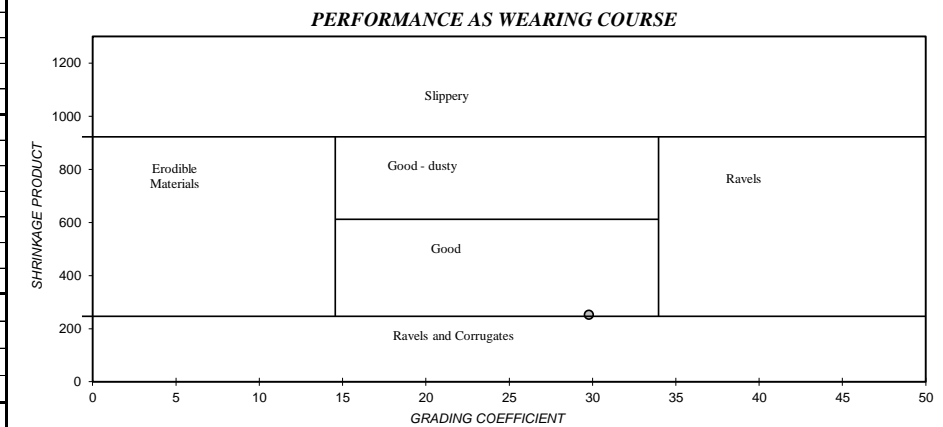 PERFORMANCE AS WEARING COURSE
1200
1000
800
600
400
200
0
SHRINKAGE PRODUCT
Slippery
Erodible
Materials
Good - dusty
Ravels
Good
Ravels and Corrugates
0 5 10 15 20 25 30 35 40 45 50
GRADING COEFFICIENT